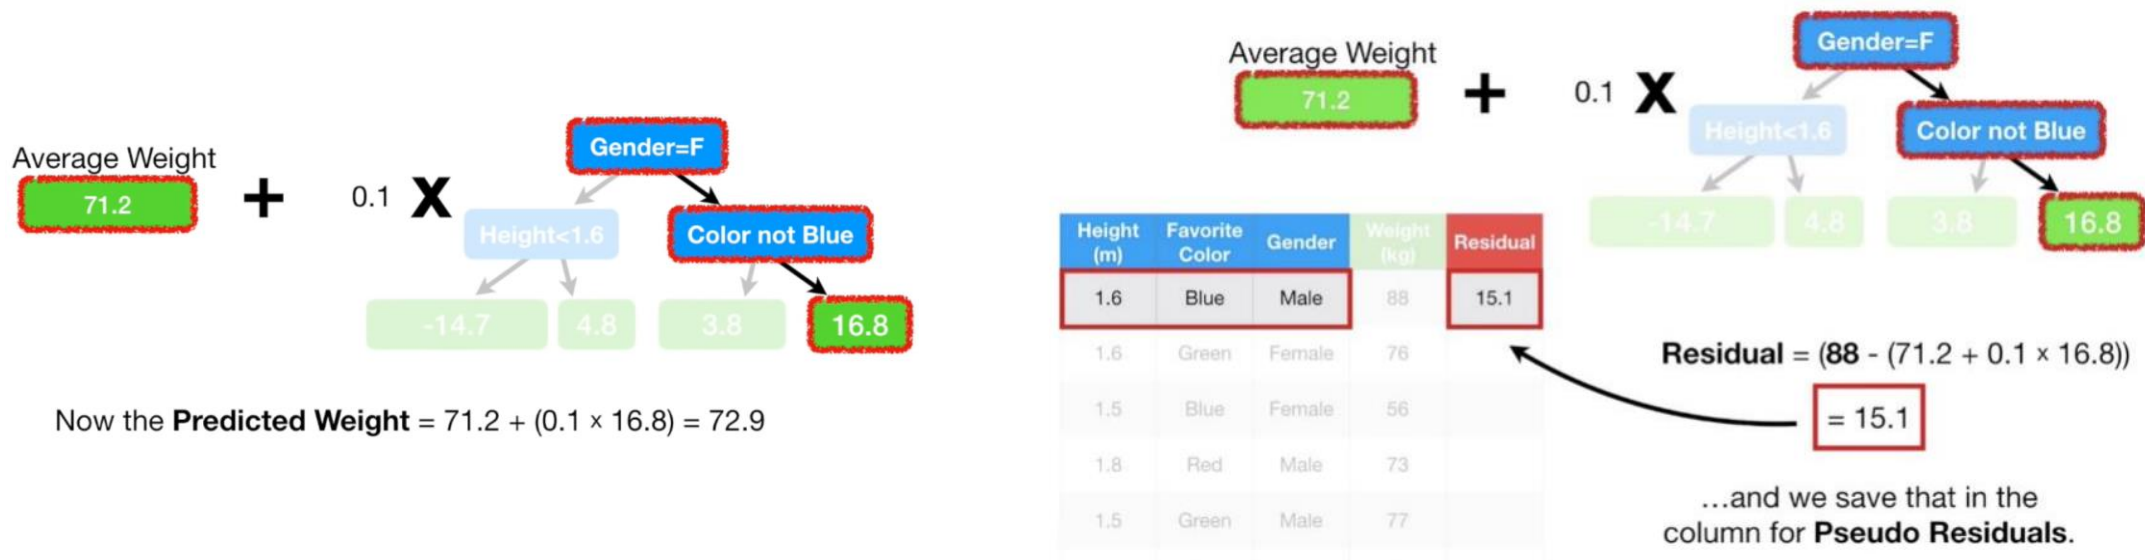 Average Weight
71.2
+
0.1 X
Gender=F
Height<1.6
Color not Blue
-14.7
4.8
3.8
16.8
Now the Predicted Weight = 71.2 + (0.1 × 16.8) = 72.9
Average Weight
71.2
+
0.1 X
Gender=F
Height<1.6
Color not Blue
-14.7
4.8
3.8
16.8
Height (m) Favorite Color Gender Weight (kg) Residual
1.6 Blue Male 88 15.1
1.6 Green Female 76
1.5 Blue Female 56
1.8 Red Male 73
1.5 Green Male 77
Residual = (88 - (71.2 + 0.1 × 16.8))
= 15.1
...and we save that in the
column for Pseudo Residuals.